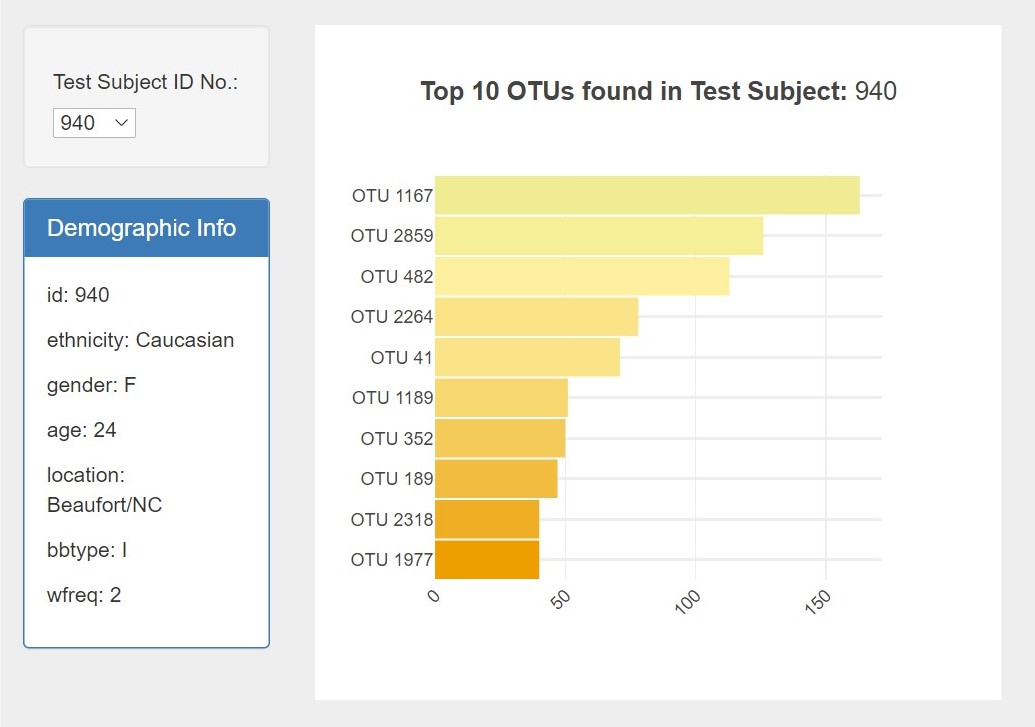 Test Subject ID No.:
940
Demographic Info
id: 940
ethnicity: Caucasian
gender: F
age: 24
location:
Beaufort/NC
bbtype: I
wfreq: 2
Top 10 OTUs found in Test Subject: 940
OTU 1167
OTU 2859
OTU 482
OTU 2264
OTU 41
OTU 1189
OTU 352
OTU 189
OTU 2318
OTU 1977
0
50
100
150